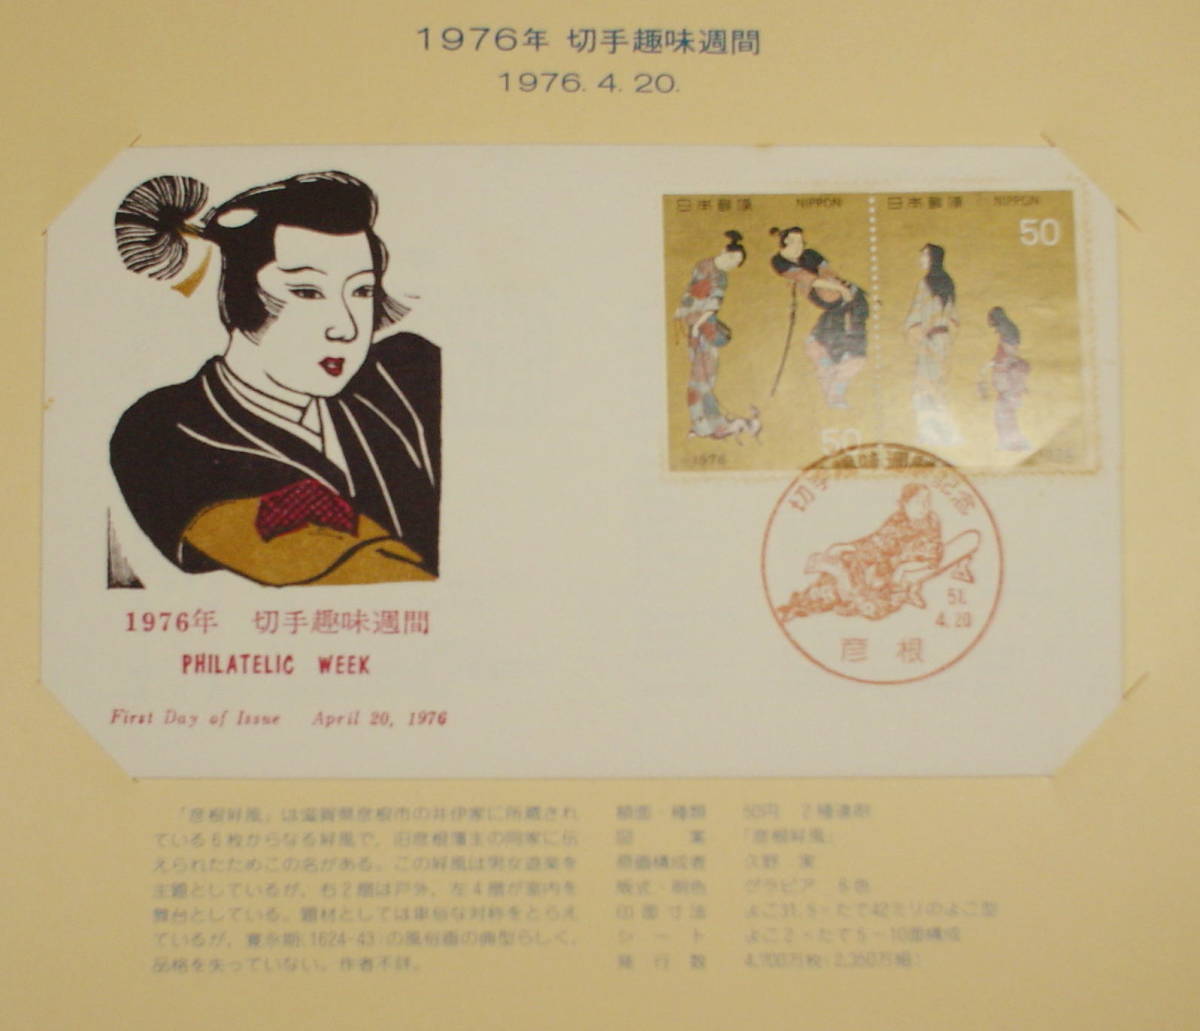 1976年 切手趣味週間
1976. 4. 20.
日本郵便 NIPPON 日本郵便 NIPPON
50
50
1976
切手趣味週間記念
51.
4.20
彦根
1976年 切手趣味週間
PHILATELIC WEEK
First Day of Issue April 20, 1976
「彦根屏風」は滋賀県彦根市の井伊家に所蔵され
ている6枚からなる屏風で、旧彦根藩主の同家に伝
えられたためこの名がある。この屏風は男女遊楽を
主題としているが、右2扇は戸外、左4扇が室内を
舞台としている。題材としては卑俗な対称をとらえ
ているが、寛永期(1624-43)の風俗画の典型らしく、
品格を失っていない。作者不詳。
額面・種類 50円 2種連刷
図案 「彦根屏風」
原画構成者 久野 実
版式・刷色 グラビア 6色
印面寸法 よこ31.5×たて42ミリのよこ型
シート よこ2×たて5=10面構成
発行数 4,700万枚(2,350万組)